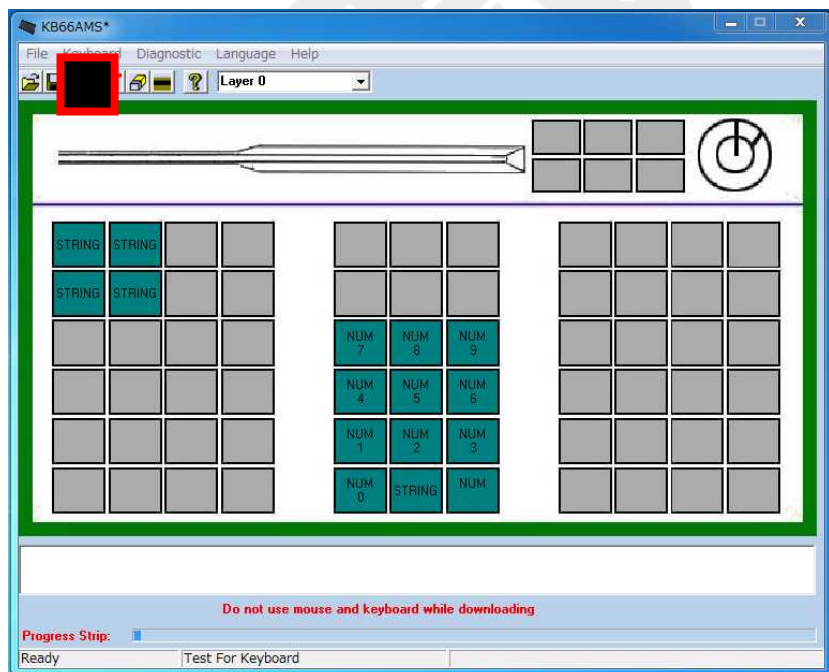 KB66AMS*
File Keyboard Diagnostic Language Help
Layer 0
STRING STRING
STRING STRING
NUM 7 NUM 8 NUM 9
NUM 4 NUM 5 NUM 6
NUM 1 NUM 2 NUM 3
NUM 0 STRING NUM .
Do not use mouse and keyboard while downloading
Progress Strip:
Ready Test For Keyboard